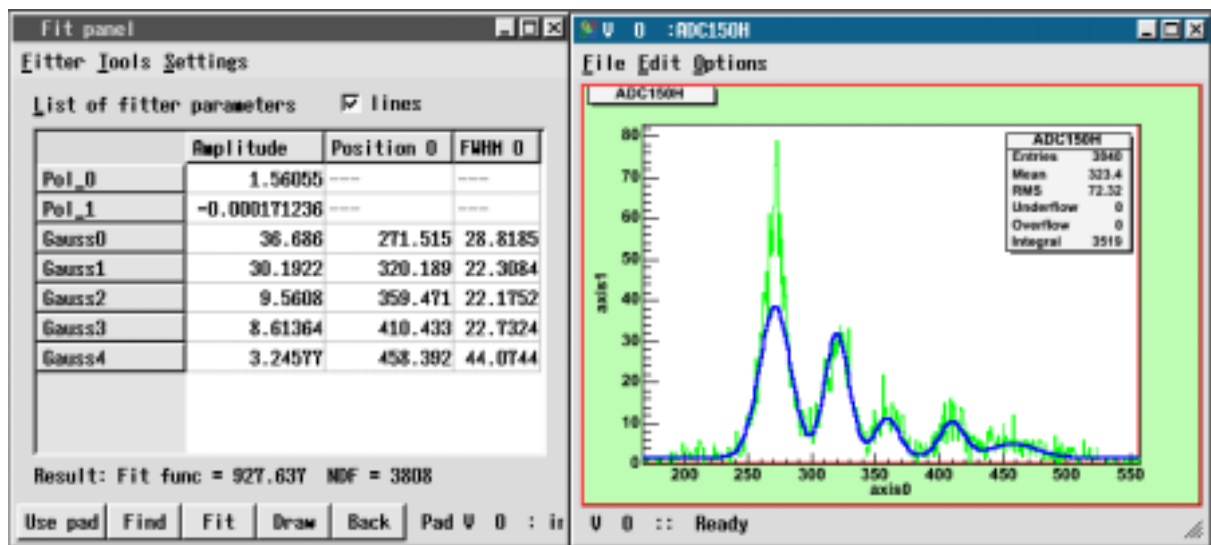 Fit panel
Fitter Tools Settings
List of fitter parameters lines
Amplitude Position 0 FWHM 0
Pol_0 1.56055 --- ---
Pol_1 -0.000171236 --- ---
Gauss0 36.686 271.515 28.8185
Gauss1 30.1922 320.189 22.3084
Gauss2 9.5608 359.471 22.1752
Gauss3 8.61364 410.433 22.7324
Gauss4 3.24577 458.392 44.0744
Result: Fit func = 927.637 NDF = 3808
Use pad Find Fit Draw Back Pad V 0 : in
V 0 :ADC150H
File Edit Options
ADC150H
ADC150H
Entries 3840
Mean 323.4
RMS 72.32
Underflow 0
Overflow 0
Integral 3519
axis1
80
70
60
50
40
30
20
10
0
200 250 300 350 400 450 500 550
axis0
V 0 :: Ready